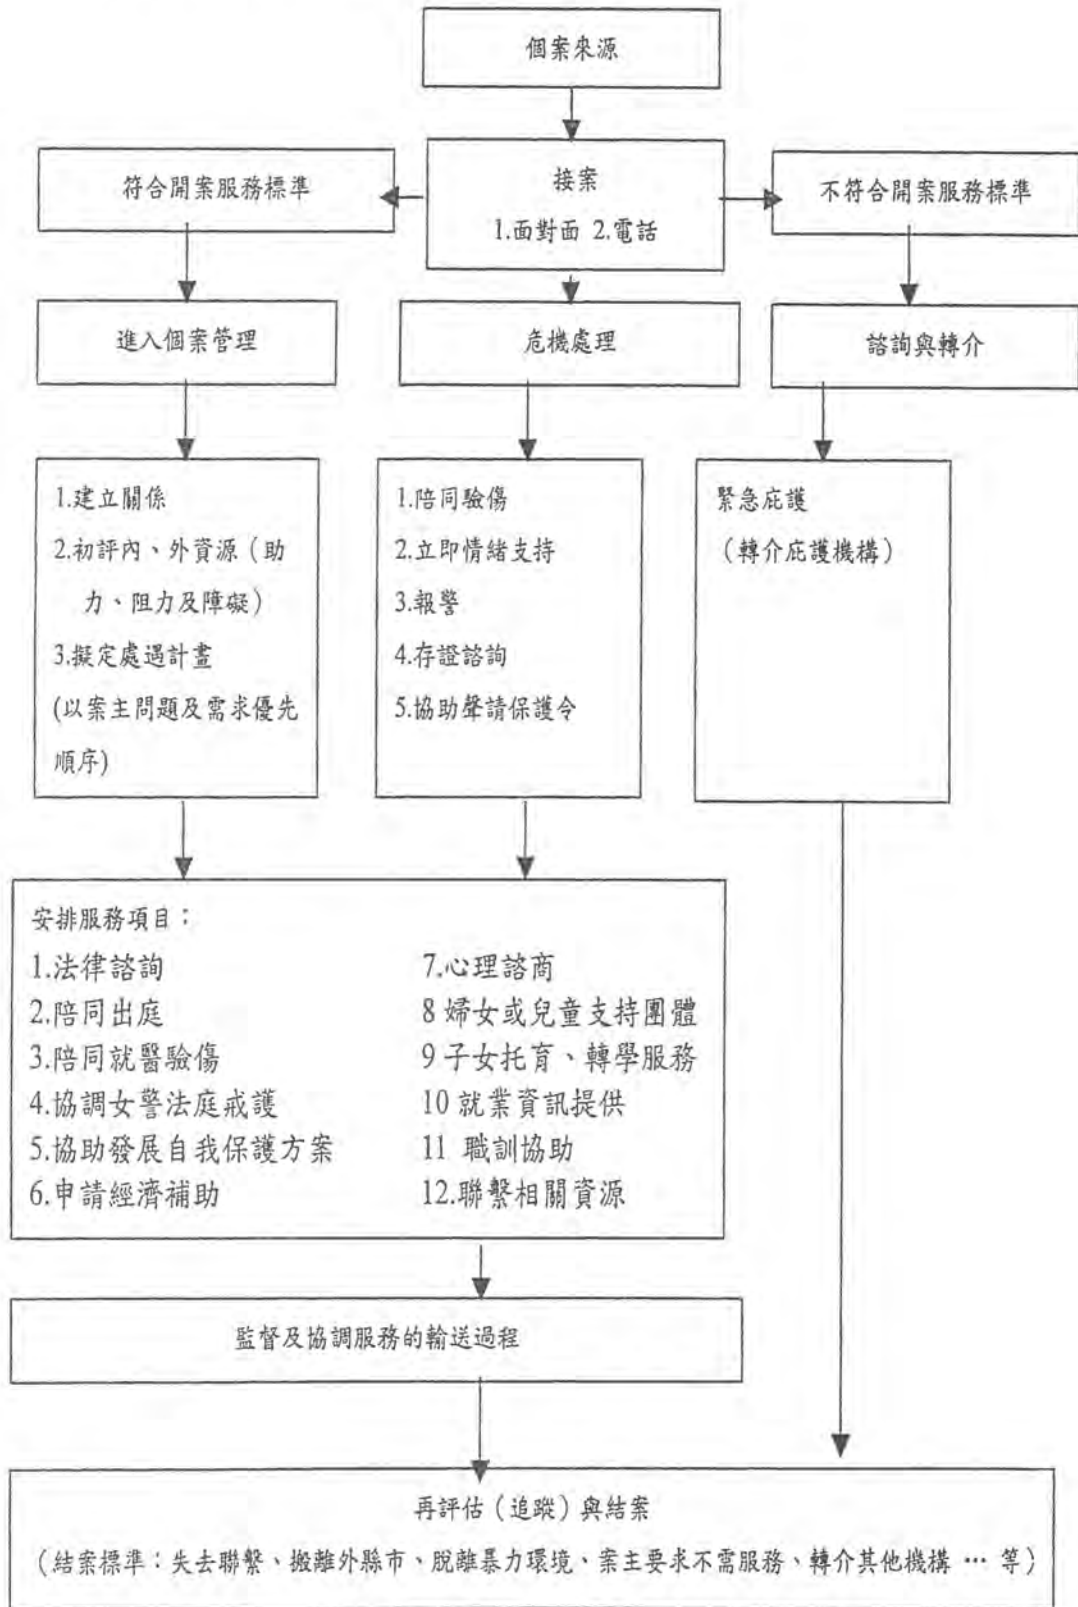 個案來源
符合開案服務標準
接案
1.面對面 2.電話
不符合開案服務標準
進入個案管理
危機處理
諮詢與轉介
1.建立關係
2.初評內、外資源（助
力、阻力及障礙）
3.擬定處遇計畫
(以案主問題及需求優先
順序)
1.陪同驗傷
2.立即情緒支持
3.報警
4.存證諮詢
5.協助聲請保護令
緊急庇護
（轉介庇護機構）
安排服務項目：
1.法律諮詢
2.陪同出庭
3.陪同就醫驗傷
4.協調女警法庭戒護
5.協助發展自我保護方案
6.申請經濟補助
7.心理諮商
8 婦女或兒童支持團體
9 子女托育、轉學服務
10 就業資訊提供
11 職訓協助
12.聯繫相關資源
監督及協調服務的輸送過程
再評估（追蹤）與結案
（結案標準：失去聯繫、搬離外縣市、脫離暴力環境、案主要求不需服務、轉介其他機構 … 等）